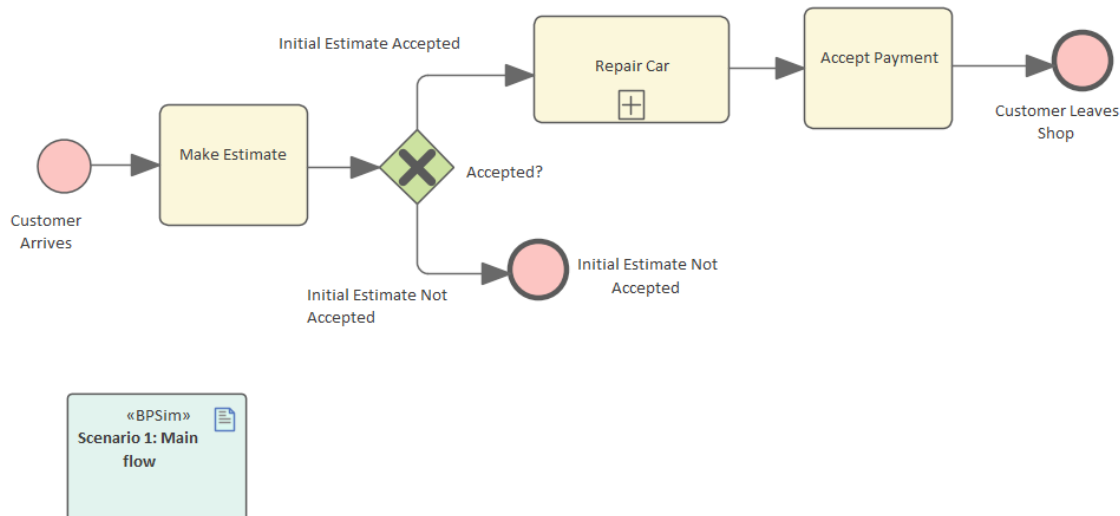 Initial Estimate Accepted
Repair Car
Accept Payment
Customer Leaves
Shop
Make Estimate
Accepted?
Customer
Arrives
Initial Estimate Not
Accepted
Initial Estimate Not
Accepted
«BPSim»
Scenario 1: Main
flow